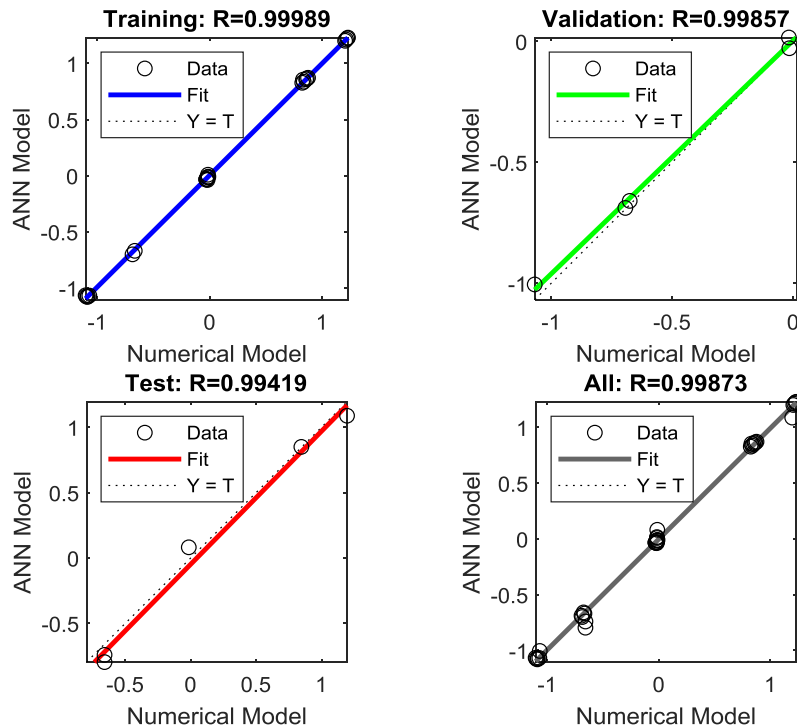 Training: R=0.99989
1
0.5
0
-0.5
-1
ANN Model
Data
Fit
Y = T
-1
0
1
Numerical Model
Validation: R=0.99857
0
-0.5
-1
ANN Model
Data
Fit
Y = T
-1
-0.5
0
Numerical Model
Test: R=0.99419
1
0.5
0
-0.5
ANN Model
Data
Fit
Y = T
-0.5
0
0.5
1
Numerical Model
All: R=0.99873
1
0.5
0
-0.5
-1
ANN Model
Data
Fit
Y = T
-1
0
1
Numerical Model